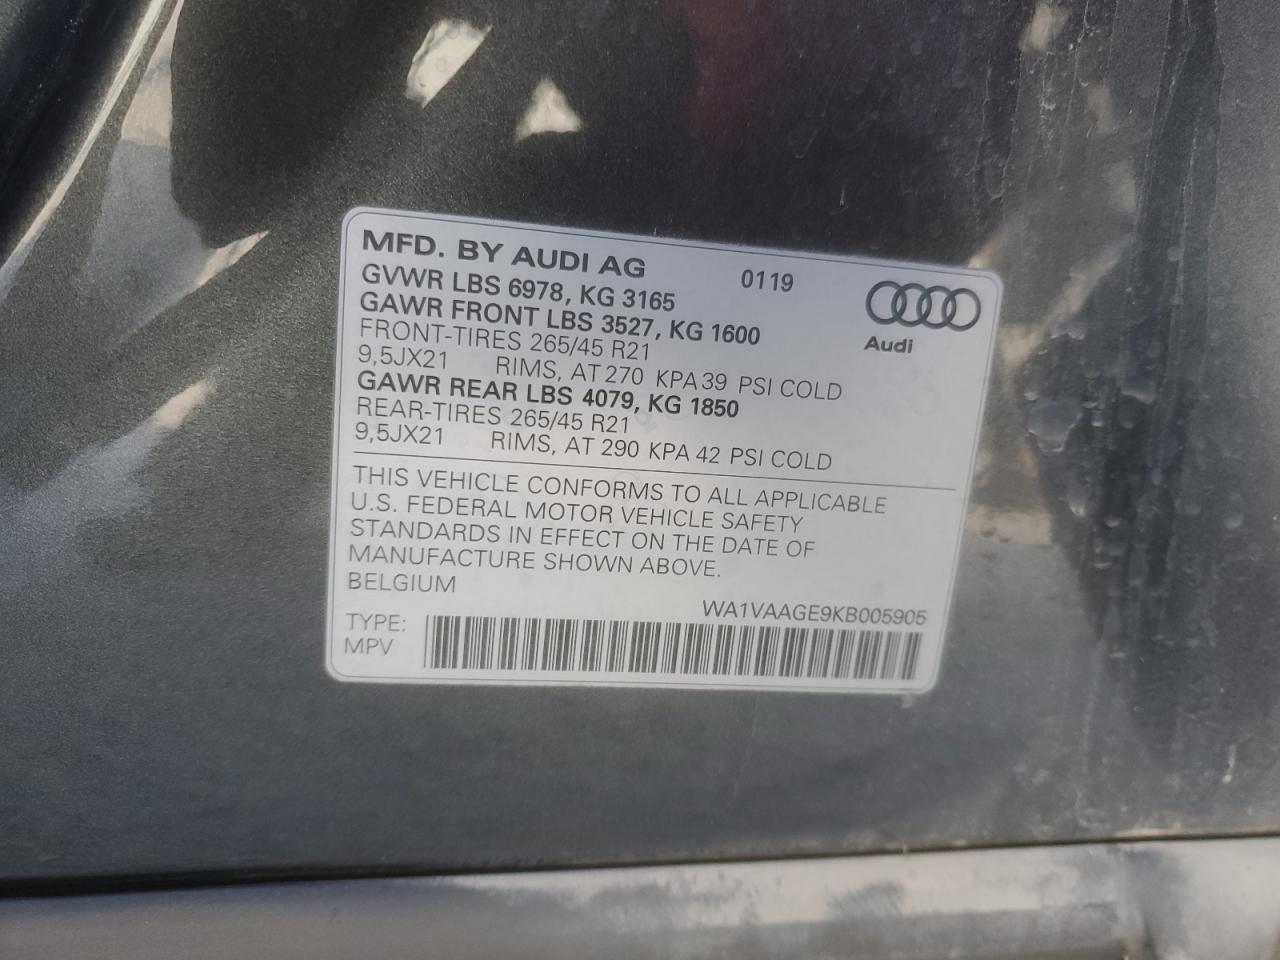 MFD. BY AUDI AG 0119
GVWR LBS 6978, KG 3165
GAWR FRONT LBS 3527, KG 1600
Audi
FRONT-TIRES 265/45 R21
9,5JX21 RIMS, AT 270 KPA 39 PSI COLD
GAWR REAR LBS 4079, KG 1850
REAR-TIRES 265/45 R21
9,5JX21 RIMS, AT 290 KPA 42 PSI COLD
THIS VEHICLE CONFORMS TO ALL APPLICABLE
U.S. FEDERAL MOTOR VEHICLE SAFETY
STANDARDS IN EFFECT ON THE DATE OF
MANUFACTURE SHOWN ABOVE.
BELGIUM
WA1VAAGE9KB005905
TYPE:
MPV